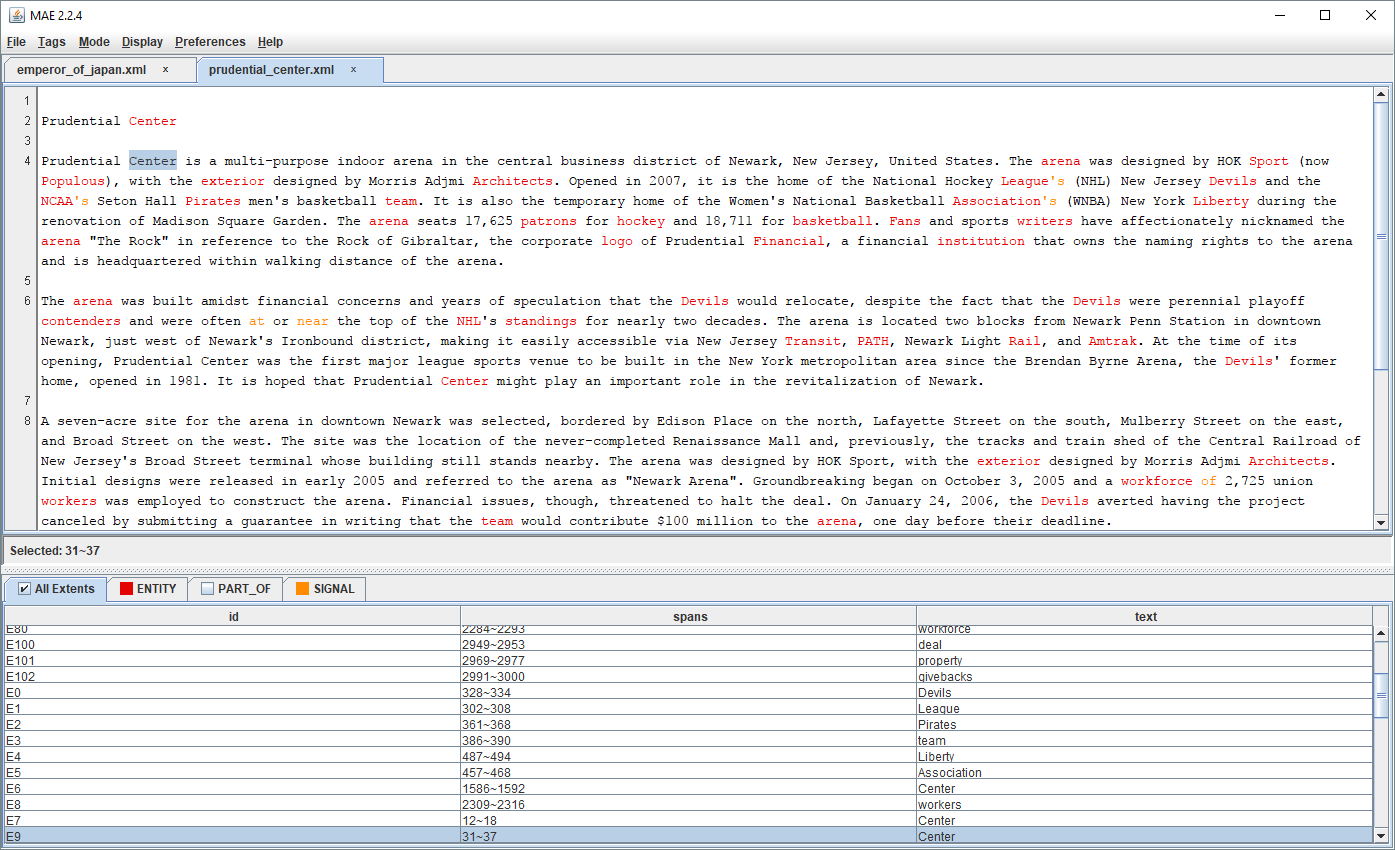 MAE 2.2.4
File Tags Mode Display Preferences Help
emperor_of_japan.xml x prudential_center.xml x
1
2 Prudential Center
3
4 Prudential Center is a multi-purpose indoor arena in the central business district of Newark, New Jersey, United States. The arena was designed by HOK Sport (now
Populous), with the exterior designed by Morris Adjmi Architects. Opened in 2007, it is the home of the National Hockey League's (NHL) New Jersey Devils and the
NCAA's Seton Hall Pirates men's basketball team. It is also the temporary home of the Women's National Basketball Association's (WNBA) New York Liberty during the
renovation of Madison Square Garden. The arena seats 17,625 patrons for hockey and 18,711 for basketball. Fans and sports writers have affectionately nicknamed the
arena "The Rock" in reference to the Rock of Gibraltar, the corporate logo of Prudential Financial, a financial institution that owns the naming rights to the arena
and is headquartered within walking distance of the arena.
5
6 The arena was built amidst financial concerns and years of speculation that the Devils would relocate, despite the fact that the Devils were perennial playoff
contenders and were often at or near the top of the NHL's standings for nearly two decades. The arena is located two blocks from Newark Penn Station in downtown
Newark, just west of Newark's Ironbound district, making it easily accessible via New Jersey Transit, PATH, Newark Light Rail, and Amtrak. At the time of its
opening, Prudential Center was the first major league sports venue to be built in the New York metropolitan area since the Brendan Byrne Arena, the Devils' former
home, opened in 1981. It is hoped that Prudential Center might play an important role in the revitalization of Newark.
7
8 A seven-acre site for the arena in downtown Newark was selected, bordered by Edison Place on the north, Lafayette Street on the south, Mulberry Street on the east,
and Broad Street on the west. The site was the location of the never-completed Renaissance Mall and, previously, the tracks and train shed of the Central Railroad of
New Jersey's Broad Street terminal whose building still stands nearby. The arena was designed by HOK Sport, with the exterior designed by Morris Adjmi Architects.
Initial designs were released in early 2005 and referred to the arena as "Newark Arena". Groundbreaking began on October 3, 2005 and a workforce of 2,725 union
workers was employed to construct the arena. Financial issues, though, threatened to halt the deal. On January 24, 2006, the Devils averted having the project
canceled by submitting a guarantee in writing that the team would contribute $100 million to the arena, one day before their deadline.
Selected: 31~37
All Extents ENTITY PART_OF SIGNAL
id spans text
E80 2284~2293 workforce
E100 2949~2953 deal
E101 2969~2977 property
E102 2991~3000 givebacks
E0 328~334 Devils
E1 302~308 League
E2 361~368 Pirates
E3 386~390 team
E4 487~494 Liberty
E5 457~468 Association
E6 1586~1592 Center
E8 2309~2316 workers
E7 12~18 Center
E9 31~37 Center